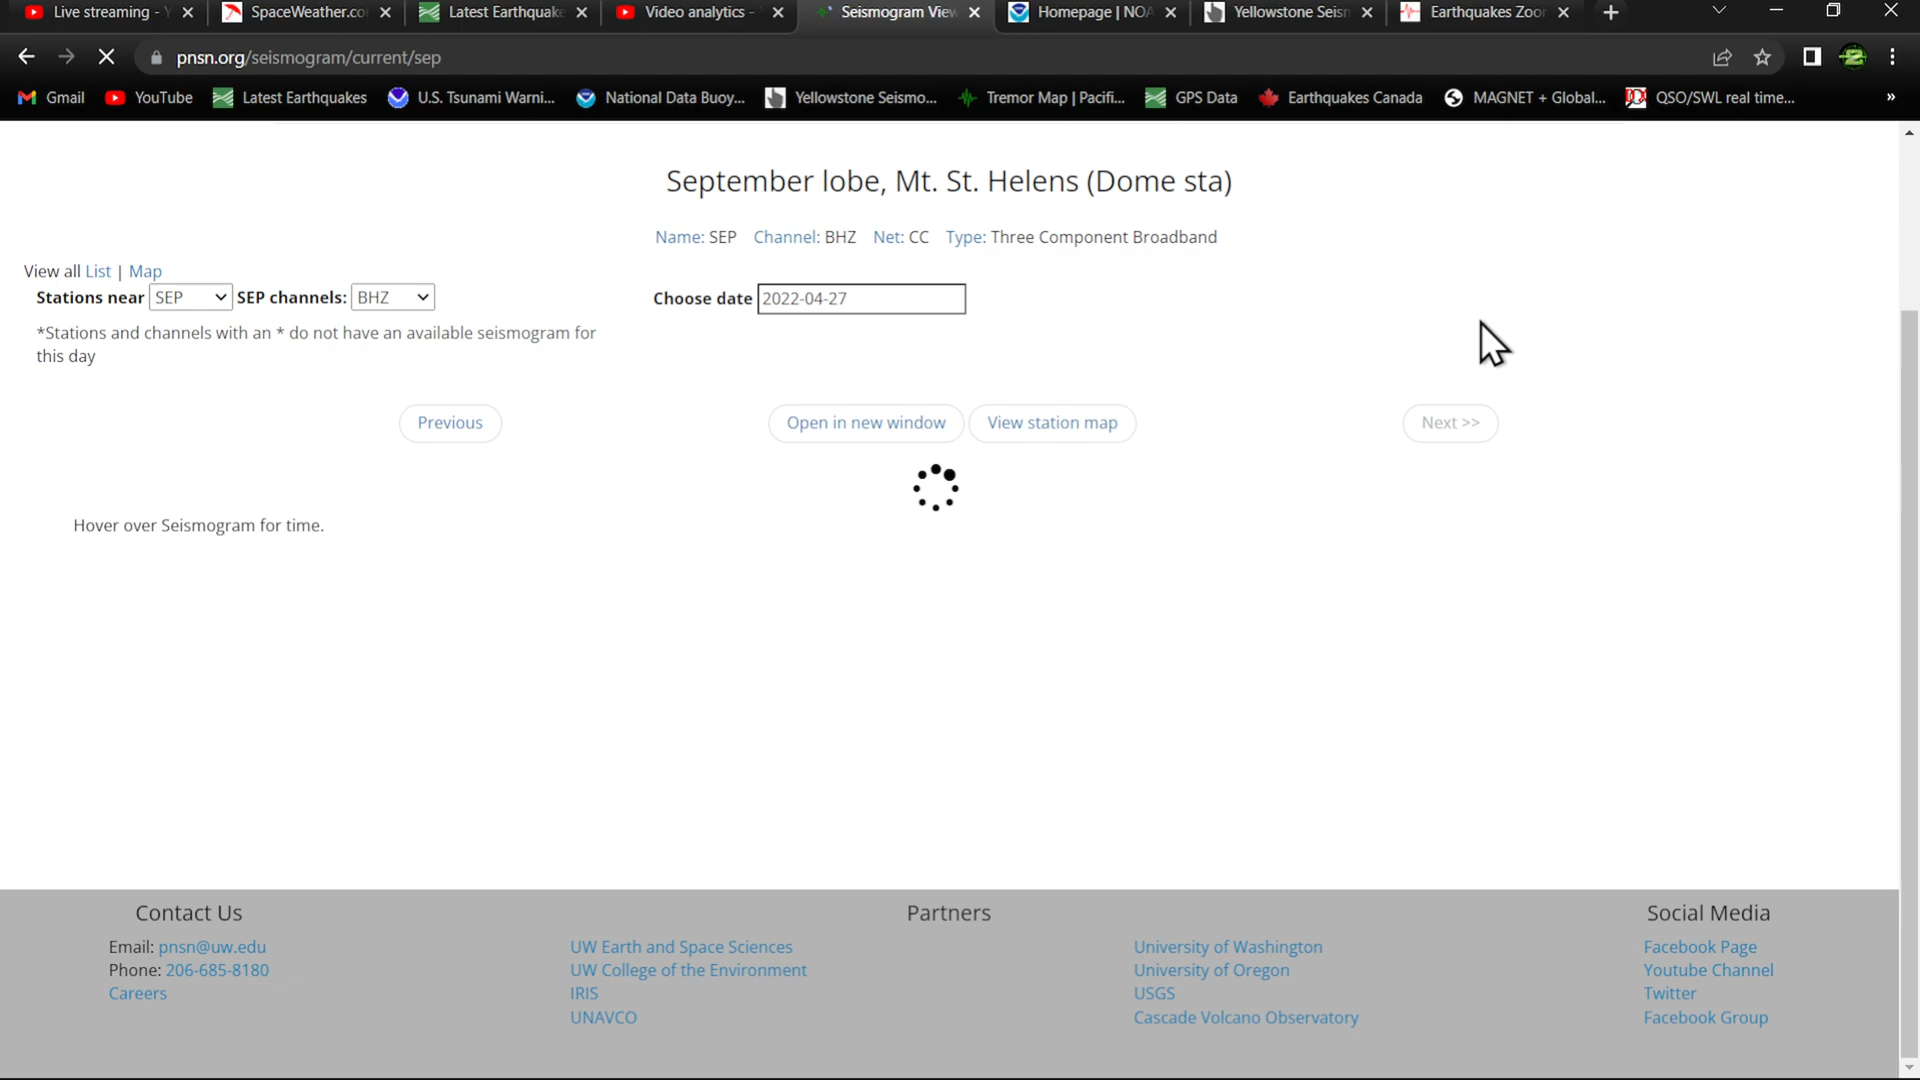 Live streaming - Y
SpaceWeather.co
Latest Earthquake
Video analytics -
Seismogram View
Homepage | NOA
Yellowstone Seism
Earthquakes Zoo
pnsn.org/seismogram/current/sep
Gmail
YouTube
Latest Earthquakes
U.S. Tsunami Warni...
National Data Buoy...
Yellowstone Seismo...
Tremor Map | Pacifi...
GPS Data
Earthquakes Canada
MAGNET + Global...
QSO/SWL real time...
»
September lobe, Mt. St. Helens (Dome sta)
Name: SEP Channel: BHZ Net: CC Type: Three Component Broadband
View all List | Map
Stations near SEP SEP channels: BHZ
Choose date 2022-04-27
*Stations and channels with an * do not have an available seismogram for
this day
Previous
Open in new window
View station map
Next >>
Hover over Seismogram for time.
Contact Us
Email: pnsn@uw.edu
Phone: 206-685-8180
Careers
Partners
UW Earth and Space Sciences
UW College of the Environment
IRIS
UNAVCO
University of Washington
University of Oregon
USGS
Cascade Volcano Observatory
Social Media
Facebook Page
Youtube Channel
Twitter
Facebook Group